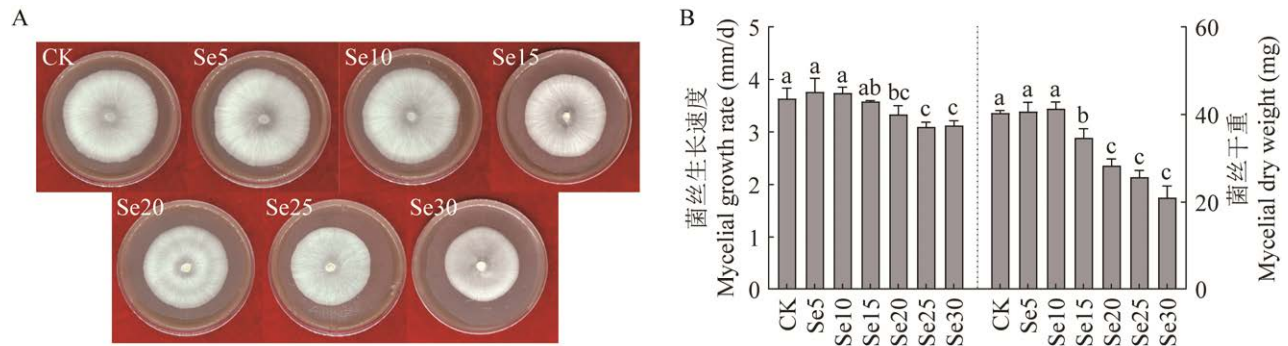 A
CK
Se5
Se10
Se15
Se20
Se25
Se30
B
菌丝生长速度
Mycelial growth rate (mm/d)
5
4
3
2
1
0
a
a
a
ab
bc
c
c
CK
Se5
Se10
Se15
Se20
Se25
Se30
a
a
a
b
c
c
c
CK
Se5
Se10
Se15
Se20
Se25
Se30
60
40
20
0
菌丝干重
Mycelial dry weight (mg)